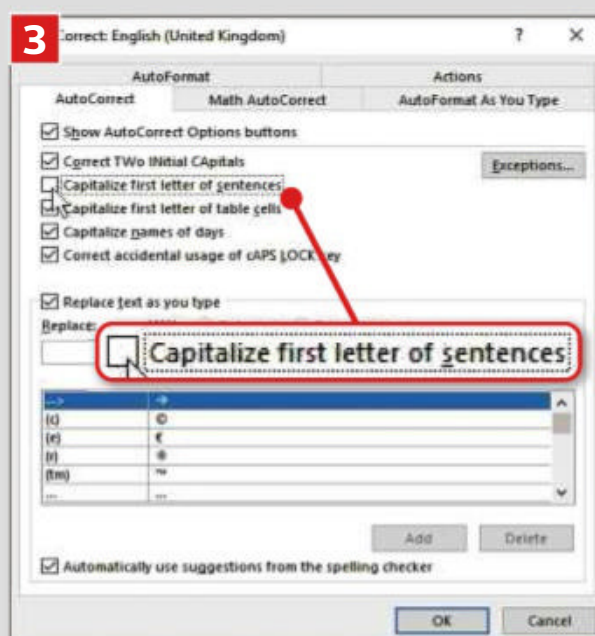 3
orrect: English (United Kingdom) ? ×
AutoFormat Actions
AutoCorrect Math AutoCorrect AutoFormat As You Type
Show AutoCorrect Options buttons
Correct TWo INitial CApitals Exceptions...
Capitalize first letter of sentences
Capitalize first letter of table cells
Capitalize names of days
Correct accidental usage of cAPS LOCK key
Replace text as you type
Replace:
Capitalize first letter of sentences
--> →
(c) ©
(e) €
(r) ®
(tm) ™
... …
Add Delete
Automatically use suggestions from the spelling checker
OK Cancel